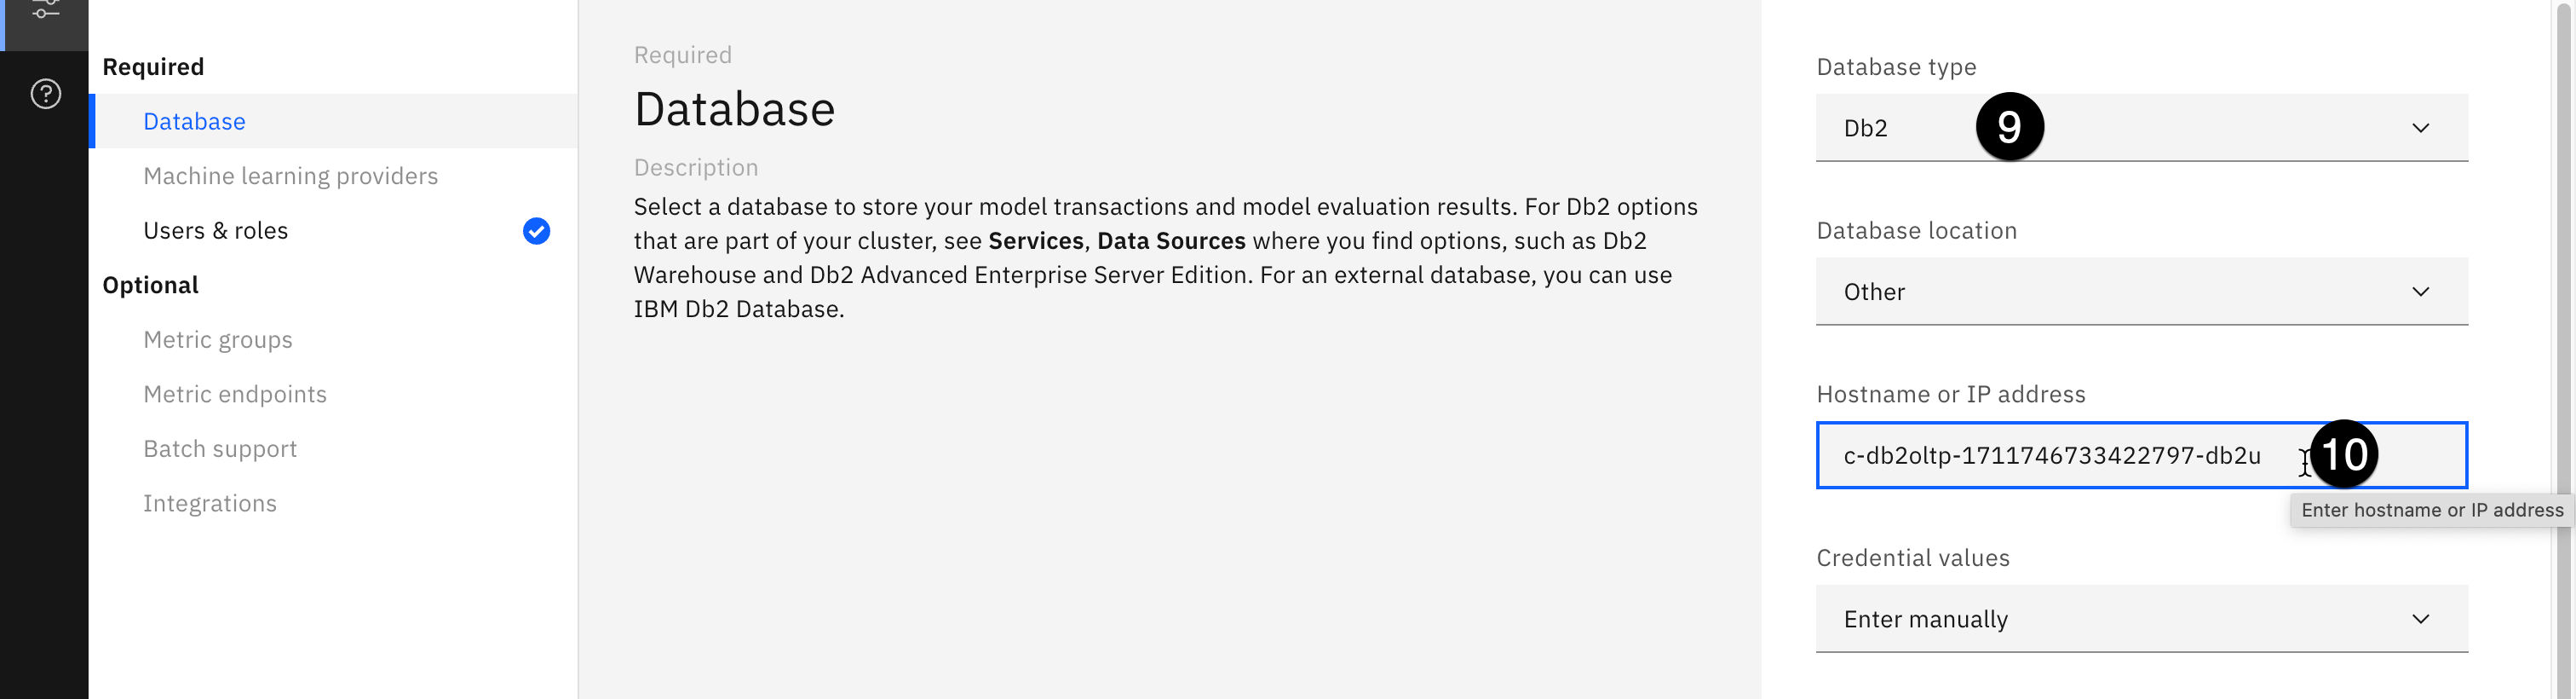 Required
Database
Machine learning providers
Users & roles
Optional
Metric groups
Metric endpoints
Batch support
Integrations
Required
Database
Description
Select a database to store your model transactions and model evaluation results. For Db2 options
that are part of your cluster, see Services, Data Sources where you find options, such as Db2
Warehouse and Db2 Advanced Enterprise Server Edition. For an external database, you can use
IBM Db2 Database.
Database type
Db2
9
Database location
Other
Hostname or IP address
c-db2oltp-1711746733422797-db2u
10
Enter hostname or IP address
Credential values
Enter manually